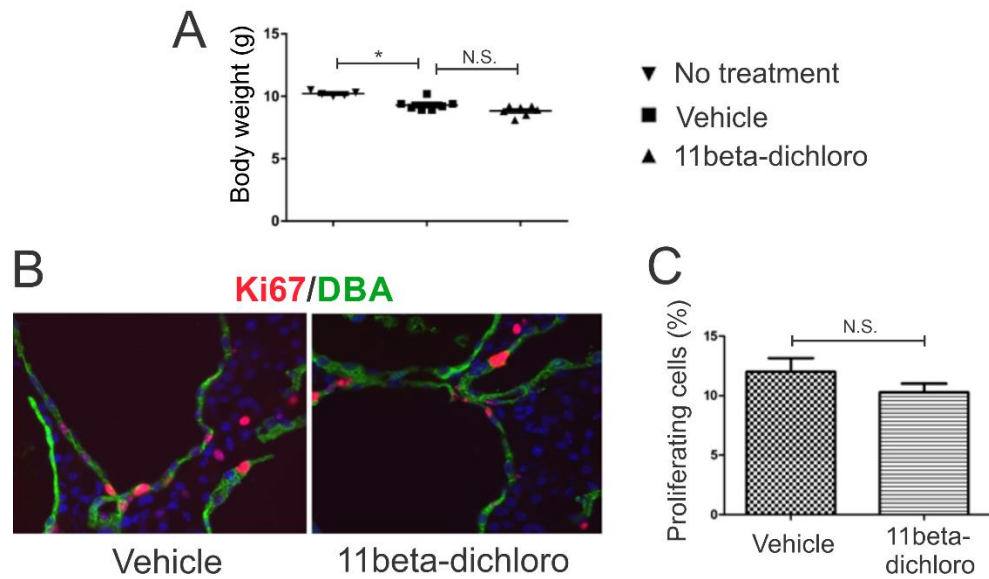 A
Body weight (g)
15
10
5
0
*
N.S.
No treatment
Vehicle
11beta-dichloro
B
Ki67/DBA
Vehicle
11beta-dichloro
C
Proliferating cells (%)
15
10
5
0
N.S.
Vehicle
11beta-
dichloro